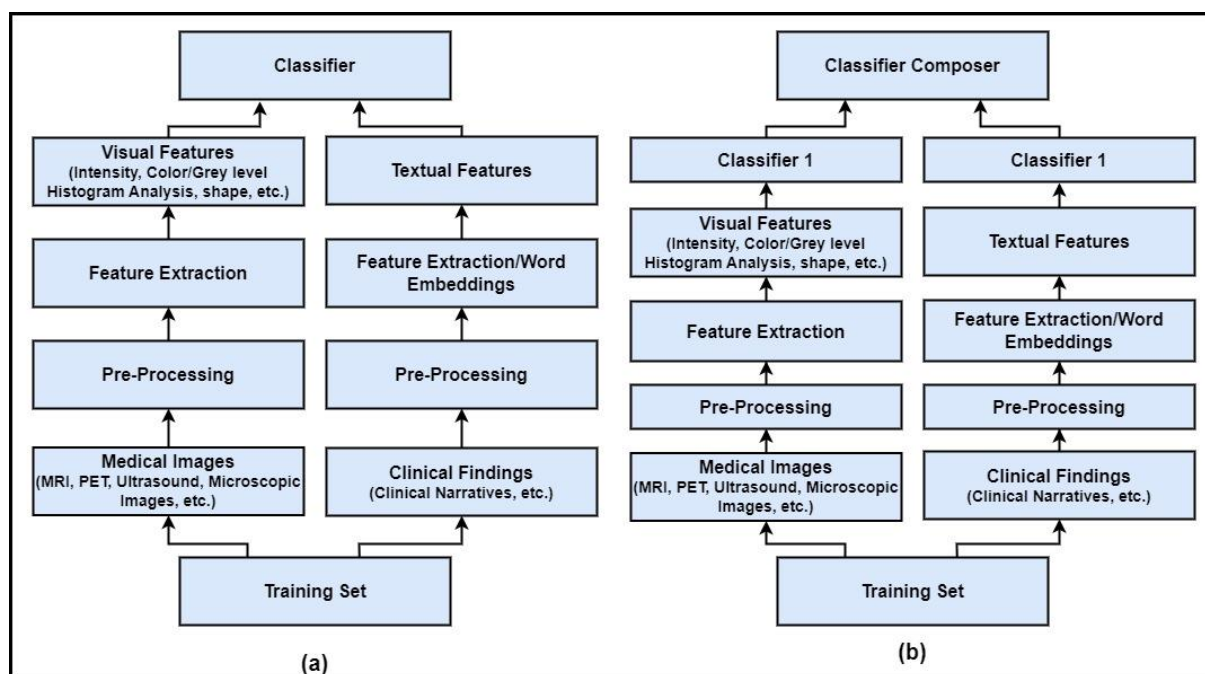 Classifier
Visual Features
(Intensity, Color/Grey level
Histogram Analysis, shape, etc.)
Textual Features
Feature Extraction
Feature Extraction/Word
Embeddings
Pre-Processing
Pre-Processing
Medical Images
(MRI, PET, Ultrasound, Microscopic
Images, etc.)
Clinical Findings
(Clinical Narratives, etc.)
Training Set
(a)
Classifier Composer
Classifier 1
Classifier 1
Visual Features
(Intensity, Color/Grey level
Histogram Analysis, shape, etc.)
Textual Features
Feature Extraction
Feature Extraction/Word
Embeddings
Pre-Processing
Pre-Processing
Medical Images
(MRI, PET, Ultrasound, Microscopic
Images, etc.)
Clinical Findings
(Clinical Narratives, etc.)
Training Set
(b)